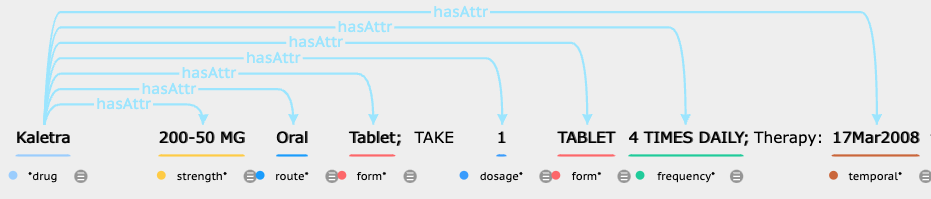 hasAttr
hasAttr
hasAttr
hasAttr
hasAttr
hasAttr
hasAttr
Kaletra 200-50 MG Oral Tablet; TAKE 1 TABLET 4 TIMES DAILY; Therapy: 17Mar2008
*drug strength* route* form* dosage* form* frequency* temporal*